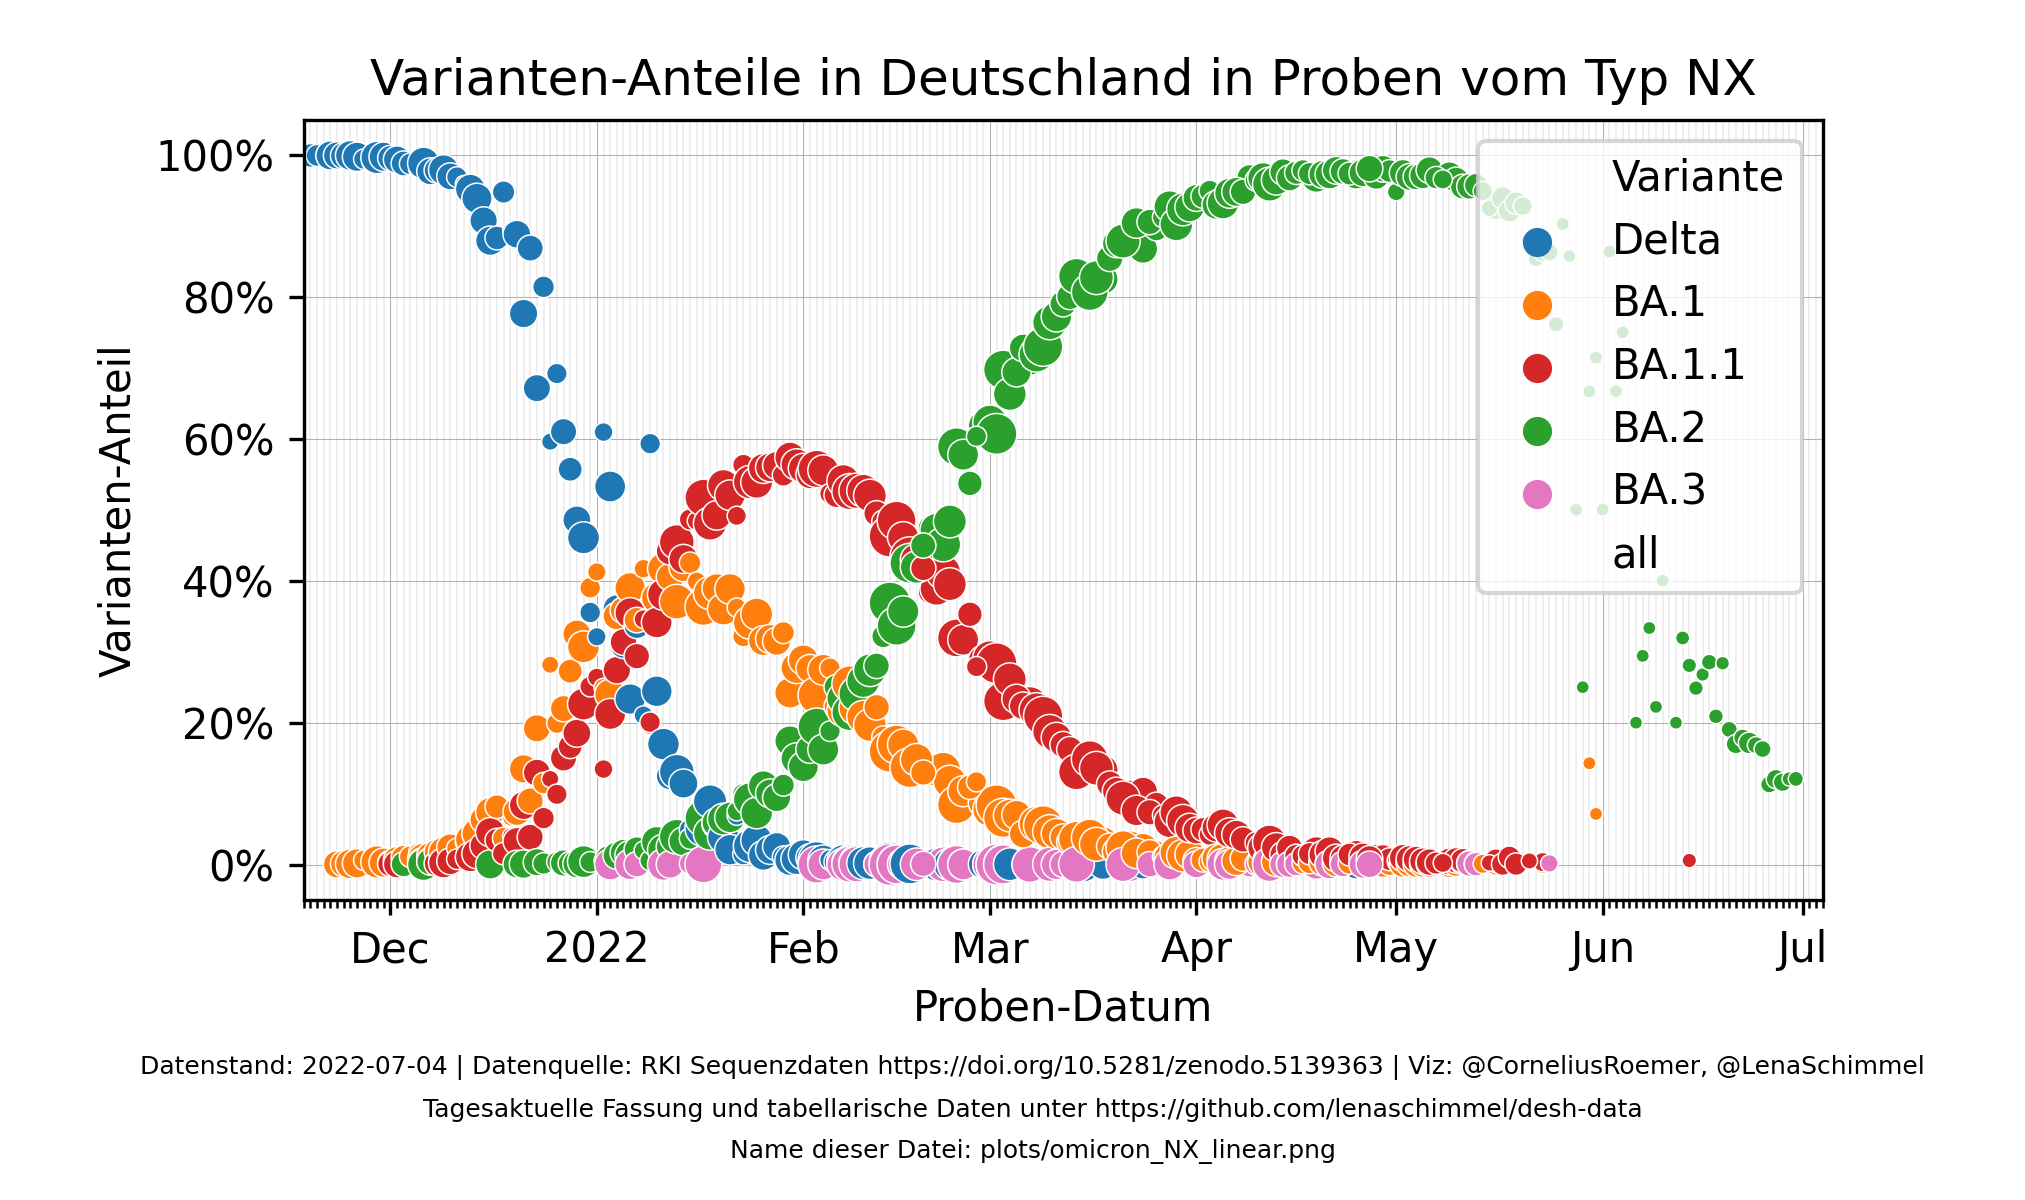 Varianten-Anteile in Deutschland in Proben vom Typ NX
Varianten-Anteil
100%
80%
60%
40%
20%
0%
Variante
Delta
BA.1
BA.1.1
BA.2
BA.3
all
Dec
2022
Feb
Mar
Apr
May
Jun
Jul
Proben-Datum
Datenstand: 2022-07-04 | Datenquelle: RKI Sequenzdaten https://doi.org/10.5281/zenodo.5139363 | Viz: @CorneliusRoemer, @LenaSchimmel
Tagesaktuelle Fassung und tabellarische Daten unter https://github.com/lenaschimmel/desh-data
Name dieser Datei: plots/omicron_NX_linear.png